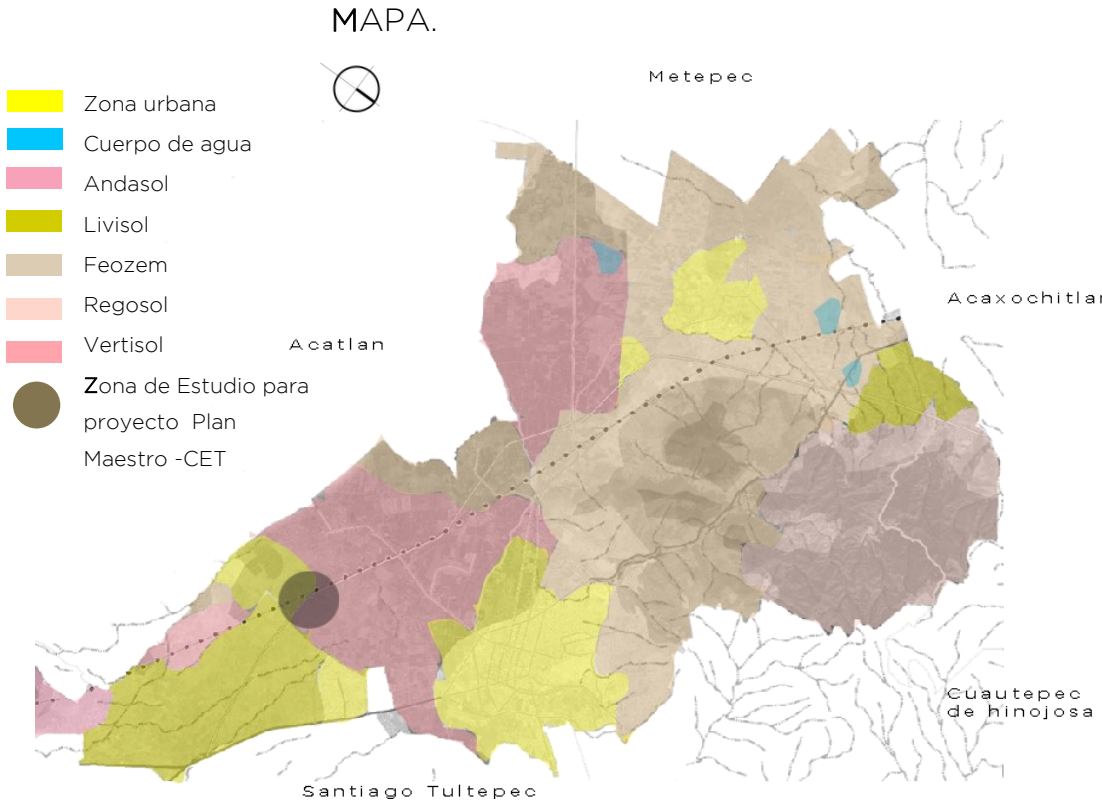 MAPA.
Metepec
Zona urbana
Cuerpo de agua
Andasol
Livisol
Feozem
Regosol
Vertisol
Zona de Estudio para
proyecto Plan
Maestro -CET
Acatlan
Acaxochitlar
Cuautepec
de hinojosa
Santiago Tultepec